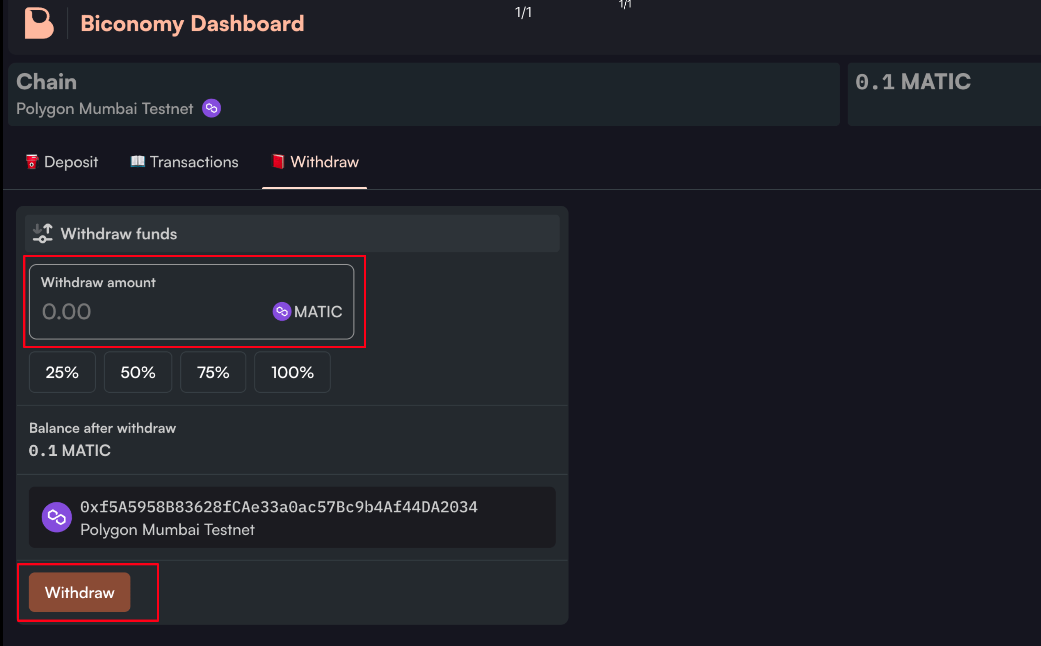 Biconomy Dashboard
1/1
1/1
Chain
Polygon Mumbai Testnet
0.1 MATIC
Deposit
Transactions
Withdraw
Withdraw funds
Withdraw amount
0.00
MATIC
25%
50%
75%
100%
Balance after withdraw
0.1 MATIC
0xf5A5958B83628fCAe33a0ac57Bc9b4Af44DA2034
Polygon Mumbai Testnet
Withdraw